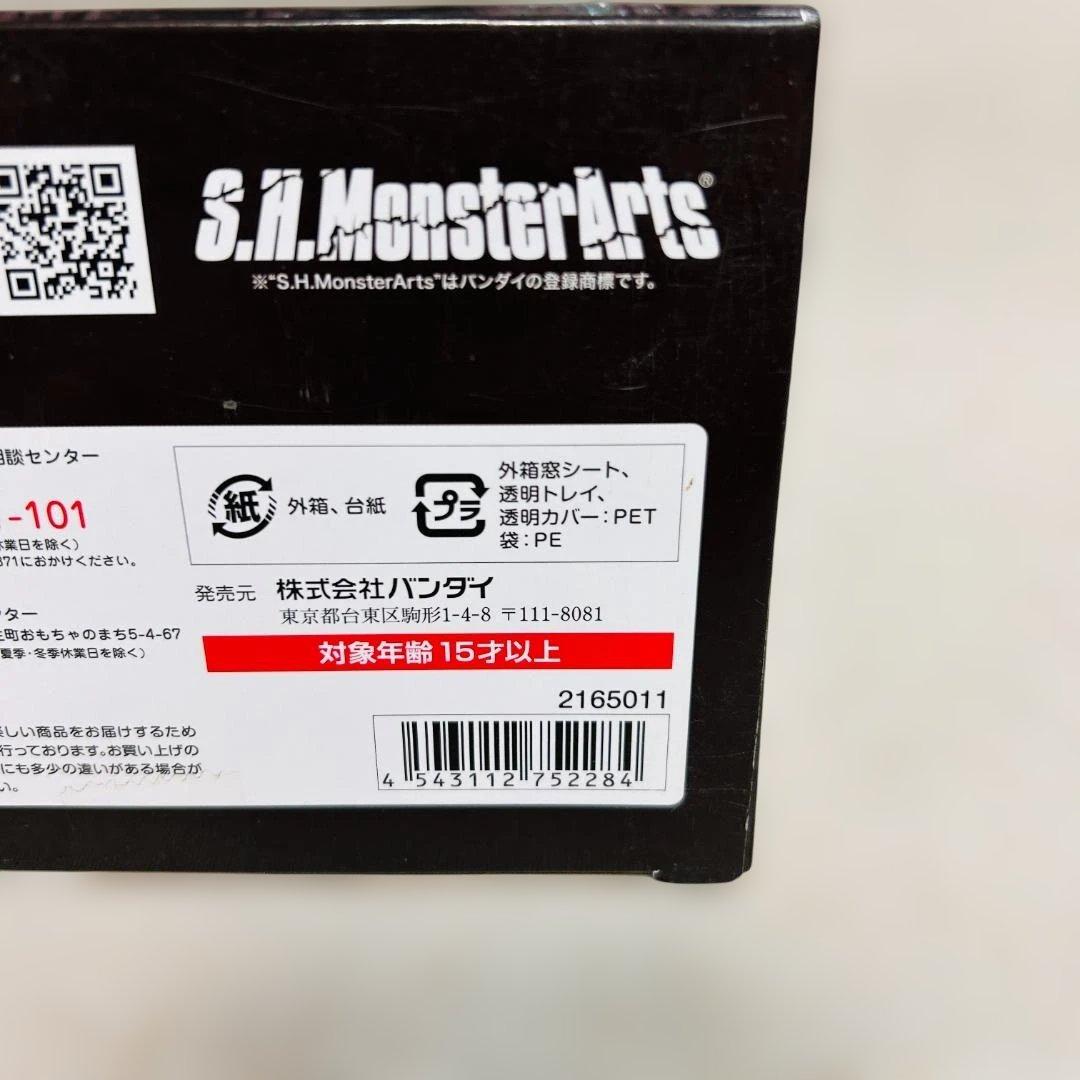 S.H.MonsterArts®
※"S.H.MonsterArts"はバンダイの登録商標です。
談センター
-101
休業日を除く)
871におかけください。
ター
町おもちゃのまち5-4-67
夏季・冬季休業日を除く)
しい商品をお届けするため
行っております。お買い上げの
にも多少の違いがある場合が
い。
紙
外箱、台紙
プラ
外箱窓シート、
透明トレイ、
透明カバー：PET
袋：PE
発売元 株式会社バンダイ
東京都台東区駒形1-4-8 〒111-8081
対象年齢 15才以上
2165011
4 543112 752284